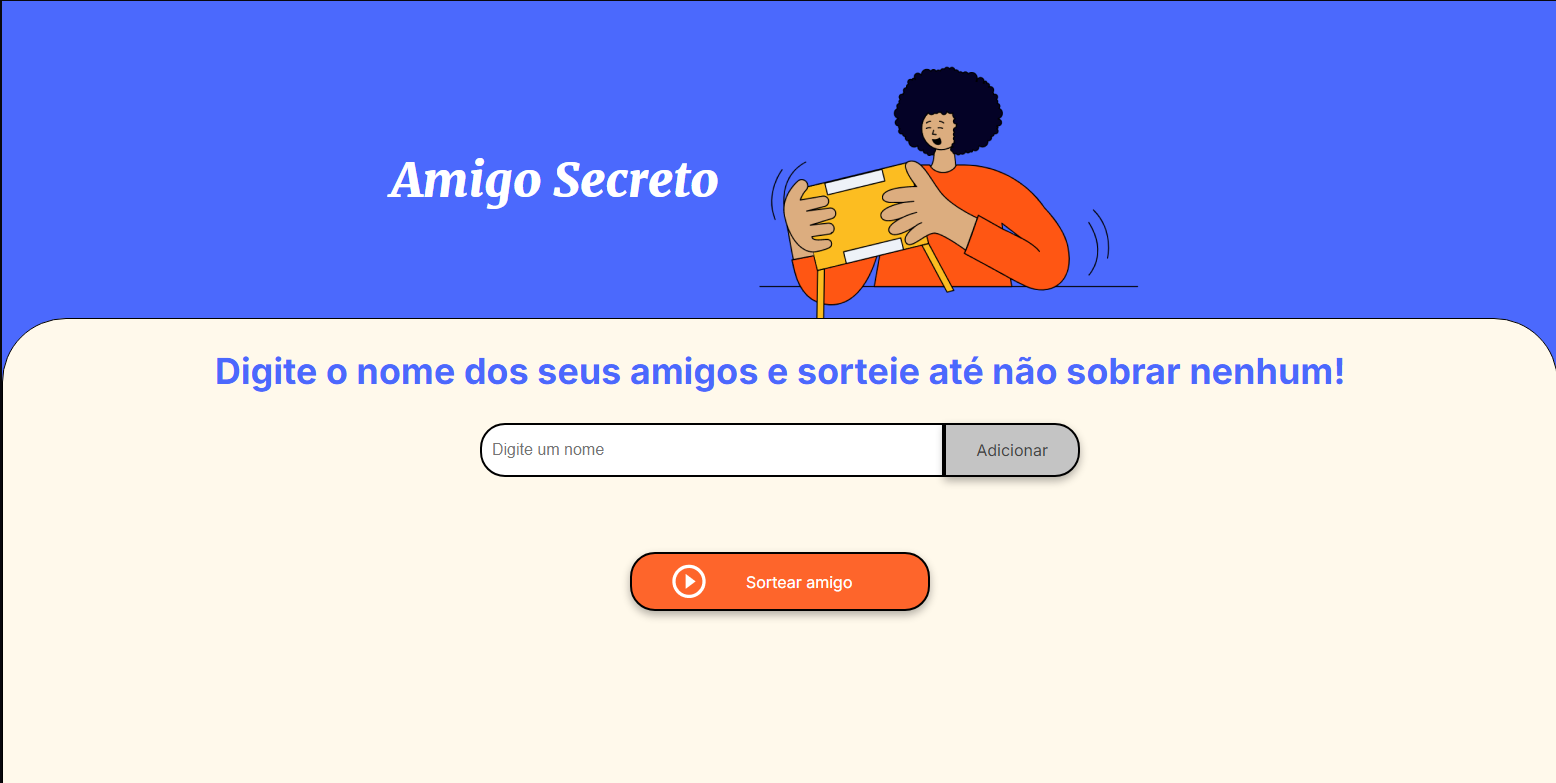 Amigo Secreto
Digite o nome dos seus amigos e sorteie até não sobrar nenhum!
Digite um nome
Adicionar
Sortear amigo